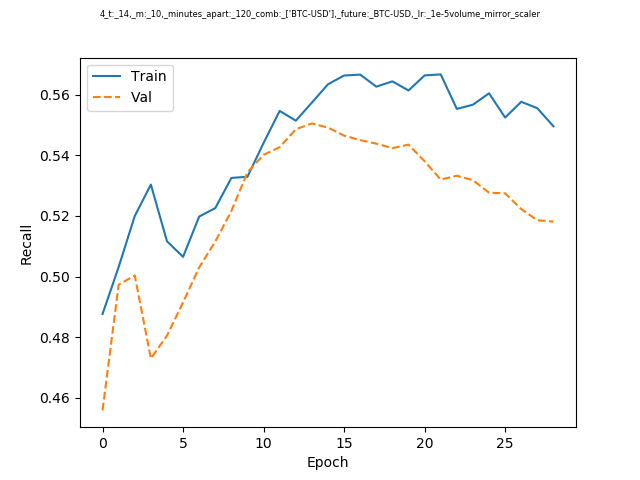 4_t:_14,_m:_10,_minutes_apart:_120_comb:_['BTC-USD'],_future:_BTC-USD,_lr:_1e-5volume_mirror_scaler
Train
Val
0.56
0.54
0.52
0.50
0.48
0.46
Recall
0 5 10 15 20 25
Epoch